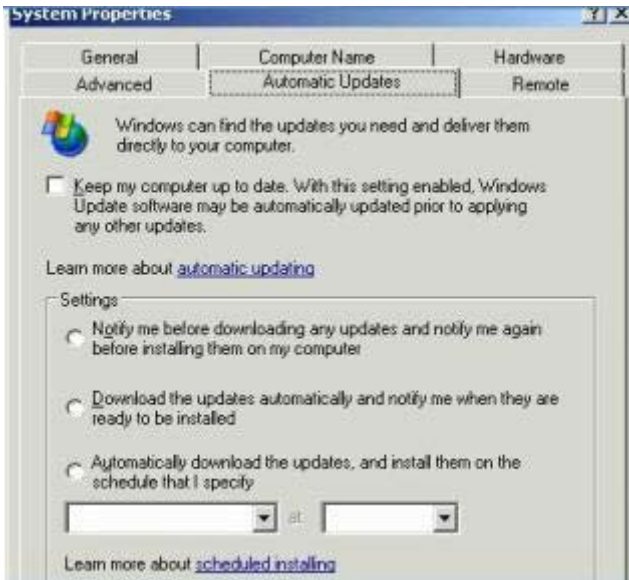 System Properties
General
Computer Name
Hardware
Advanced
Automatic Updates
Remote
Windows can find the updates you need and deliver them
directly to your computer.
Keep my computer up to date. With this setting enabled, Windows
Update software may be automatically updated prior to applying
any other updates.
Learn more about automatic updating
Settings
Notify me before downloading any updates and notify me again
before installing them on my computer
Download the updates automatically and notify me when they are
ready to be installed
Automatically download the updates, and install them on the
schedule that I specify
at
Learn more about scheduled installing